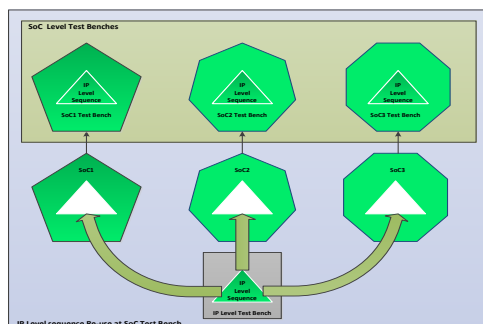 SoC Level Test Benches
IP
Level
Sequence
SoC1 Test Bench
IP
Level
Sequence
SoC2 Test Bench
IP
Level
Sequence
SoC3 Test Bench
SoC1
SoC2
SoC3
IP
Level
Sequence
IP Level Test Bench
IP Level sequence Re-use at SoC Test Bench